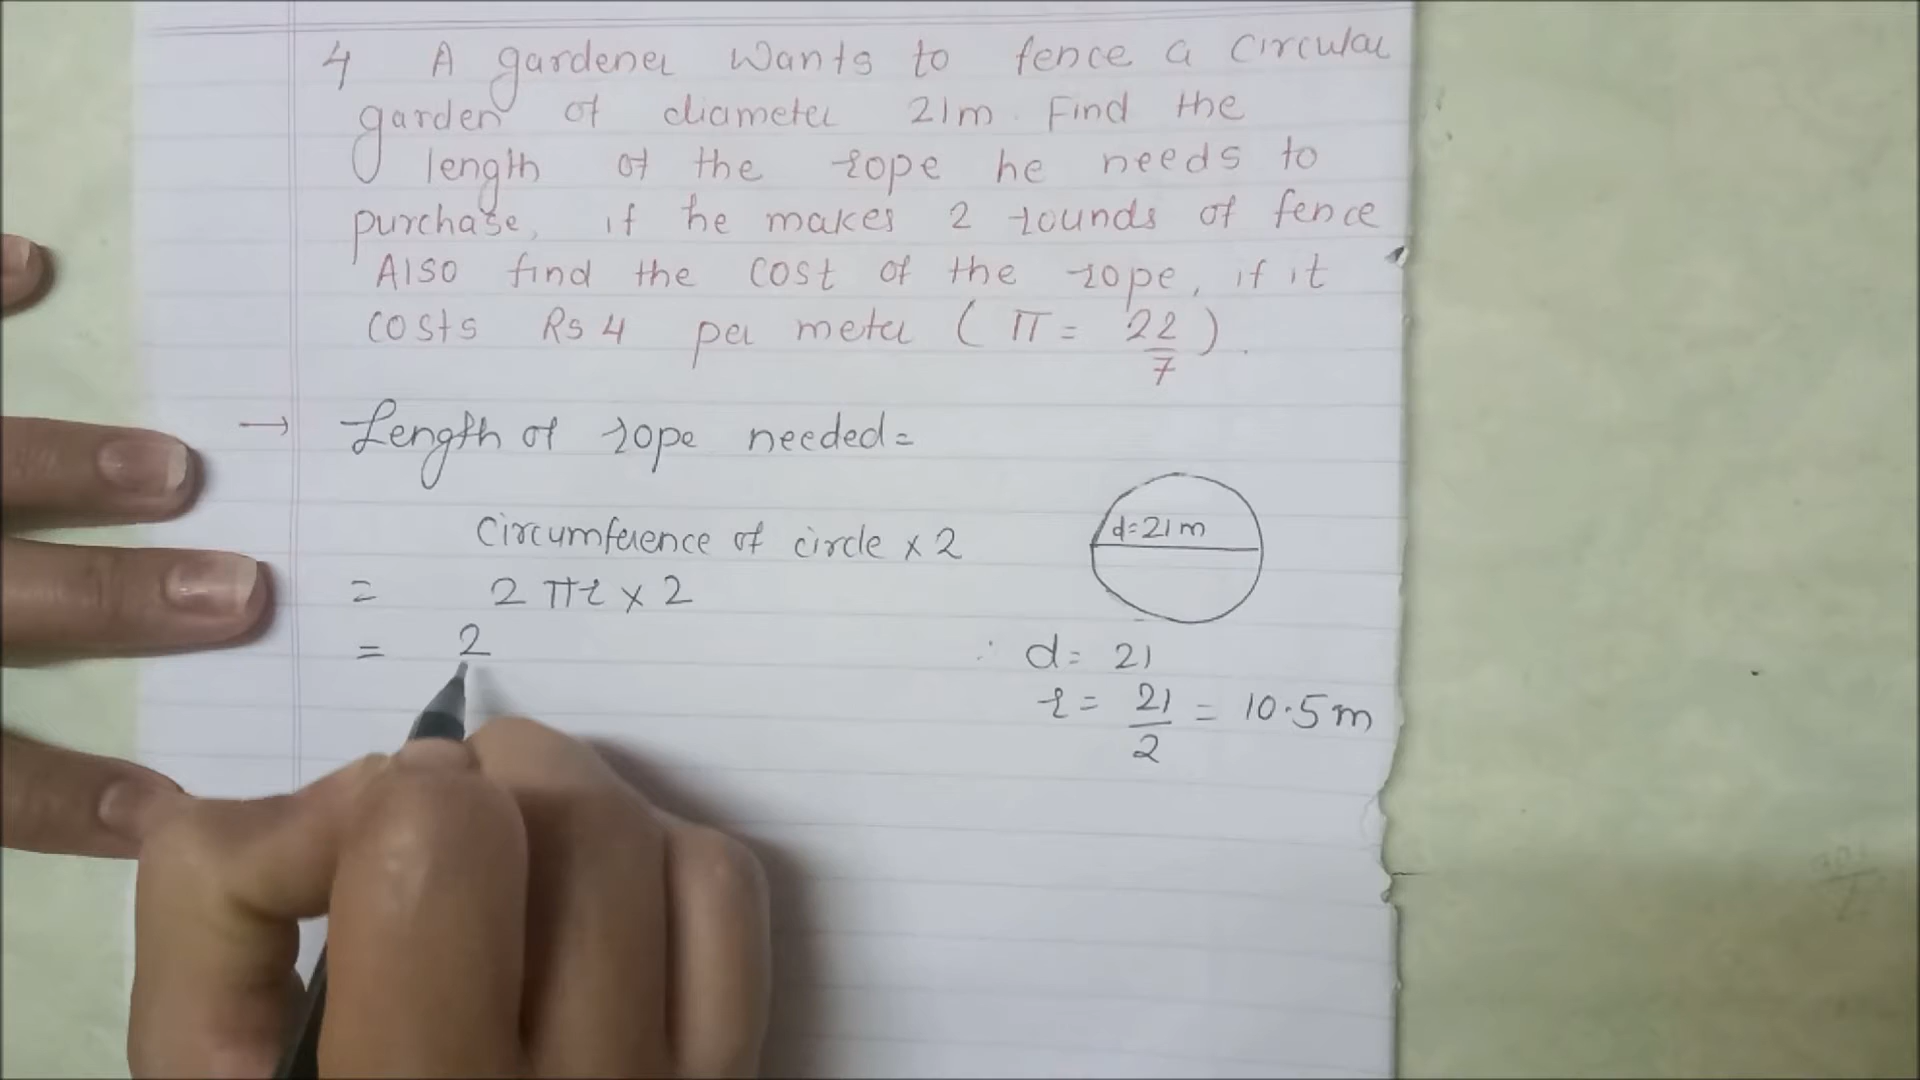 4 A gardener wants to fence a circular
garden of diameter 21m. Find the
length of the rope he needs to
purchase, if he makes 2 rounds of fence
Also find the cost of the rope, if it
costs Rs 4 per meter ( π = 22/7 ).
→ Length of rope needed =
Circumference of circle × 2
d=21m
= 2 πr × 2
= 2
∴ d = 21
r = 21/2 = 10.5 m